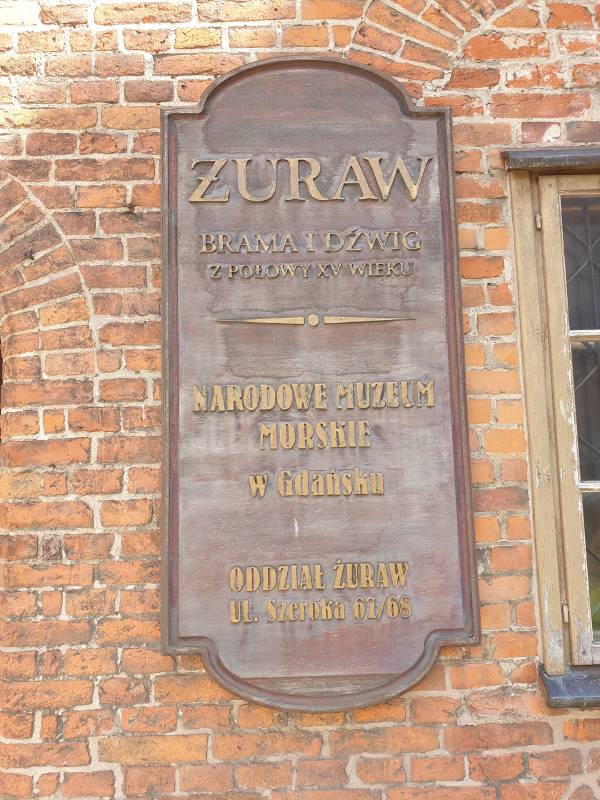 ŻURAW
BRAMA I DŹWIG
Z POŁOWY XV WIEKU
NARODOWE MUZEUM
MORSKIE
w Gdańsku
ODDZIAŁ ŻURAW
UL. Szeroka 67/68